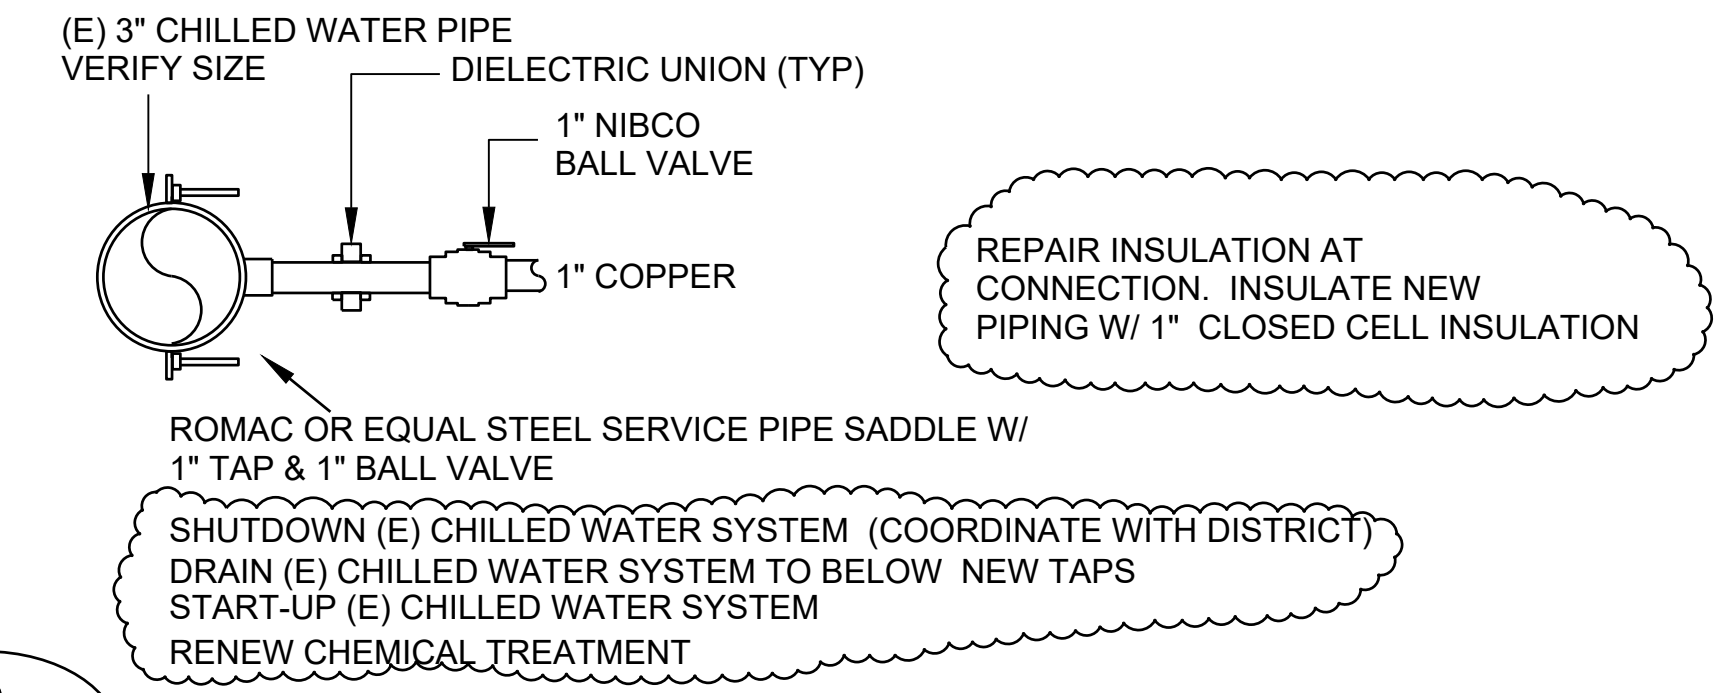 (E) 3" CHILLED WATER PIPE
VERIFY SIZE
DIELECTRIC UNION (TYP)
1" NIBCO
BALL VALVE
1" COPPER
REPAIR INSULATION AT
CONNECTION. INSULATE NEW
PIPING W/ 1" CLOSED CELL INSULATION
ROMAC OR EQUAL STEEL SERVICE PIPE SADDLE W/
1" TAP & 1" BALL VALVE
SHUTDOWN (E) CHILLED WATER SYSTEM (COORDINATE WITH DISTRICT)
DRAIN (E) CHILLED WATER SYSTEM TO BELOW NEW TAPS
START-UP (E) CHILLED WATER SYSTEM
RENEW CHEMICAL TREATMENT